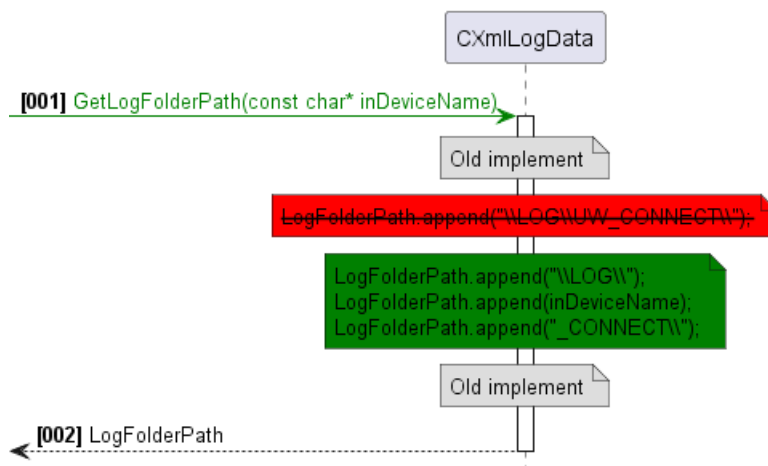 CXmlLogData
[001] GetLogFolderPath(const char* inDeviceName)
Old implement
LogFolderPath.append("\\LOG\\UW_CONNECT\\");
LogFolderPath.append("\\LOG\\");
LogFolderPath.append(inDeviceName);
LogFolderPath.append("_CONNECT\\");
Old implement
[002] LogFolderPath